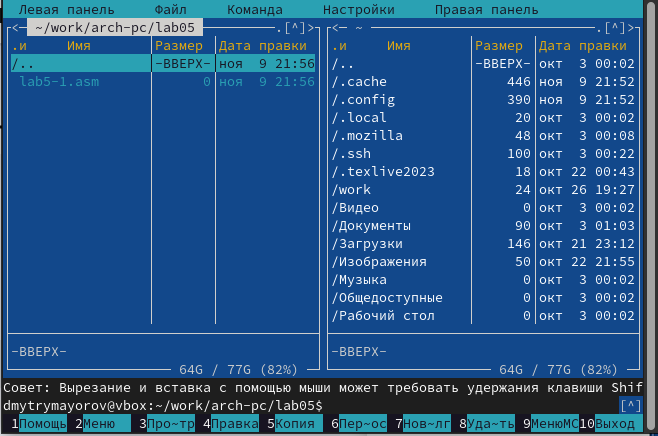 Левая панель Файл Команда Настройки Правая панель
<─ ~/work/arch-pc/lab05 ─.[^]> <─ ~ ─.[^]>
.и Имя Размер Дата правки .и Имя Размер Дата правки
/.. -ВВЕРХ- ноя 9 21:56 /.. -ВВЕРХ- окт 3 00:02
lab5-1.asm 0 ноя 9 21:56 /.cache 446 ноя 9 21:52
/.config 390 ноя 9 21:52
/.local 20 окт 3 00:02
/.mozilla 48 окт 3 00:08
/.ssh 100 окт 3 00:22
/.texlive2023 18 окт 22 00:43
/work 24 окт 26 19:27
/Видео 0 окт 3 00:02
/Документы 90 окт 3 01:03
/Загрузки 146 окт 21 23:12
/Изображения 50 окт 22 21:55
/Музыка 0 окт 3 00:02
/Общедоступные 0 окт 3 00:02
/Рабочий стол 0 окт 3 00:02
-ВВЕРХ- -ВВЕРХ-
64G / 77G (82%) 64G / 77G (82%)
Совет: Вырезание и вставка с помощью мыши может требовать удержания клавиши Shif
dmytrymayorov@vbox:~/work/arch-pc/lab05$ [^]
1Помощь 2Меню 3Про~тр 4Правка 5Копия 6Пер~ос 7Нов~лг 8Уда~ть 9МенюMC 10Выход